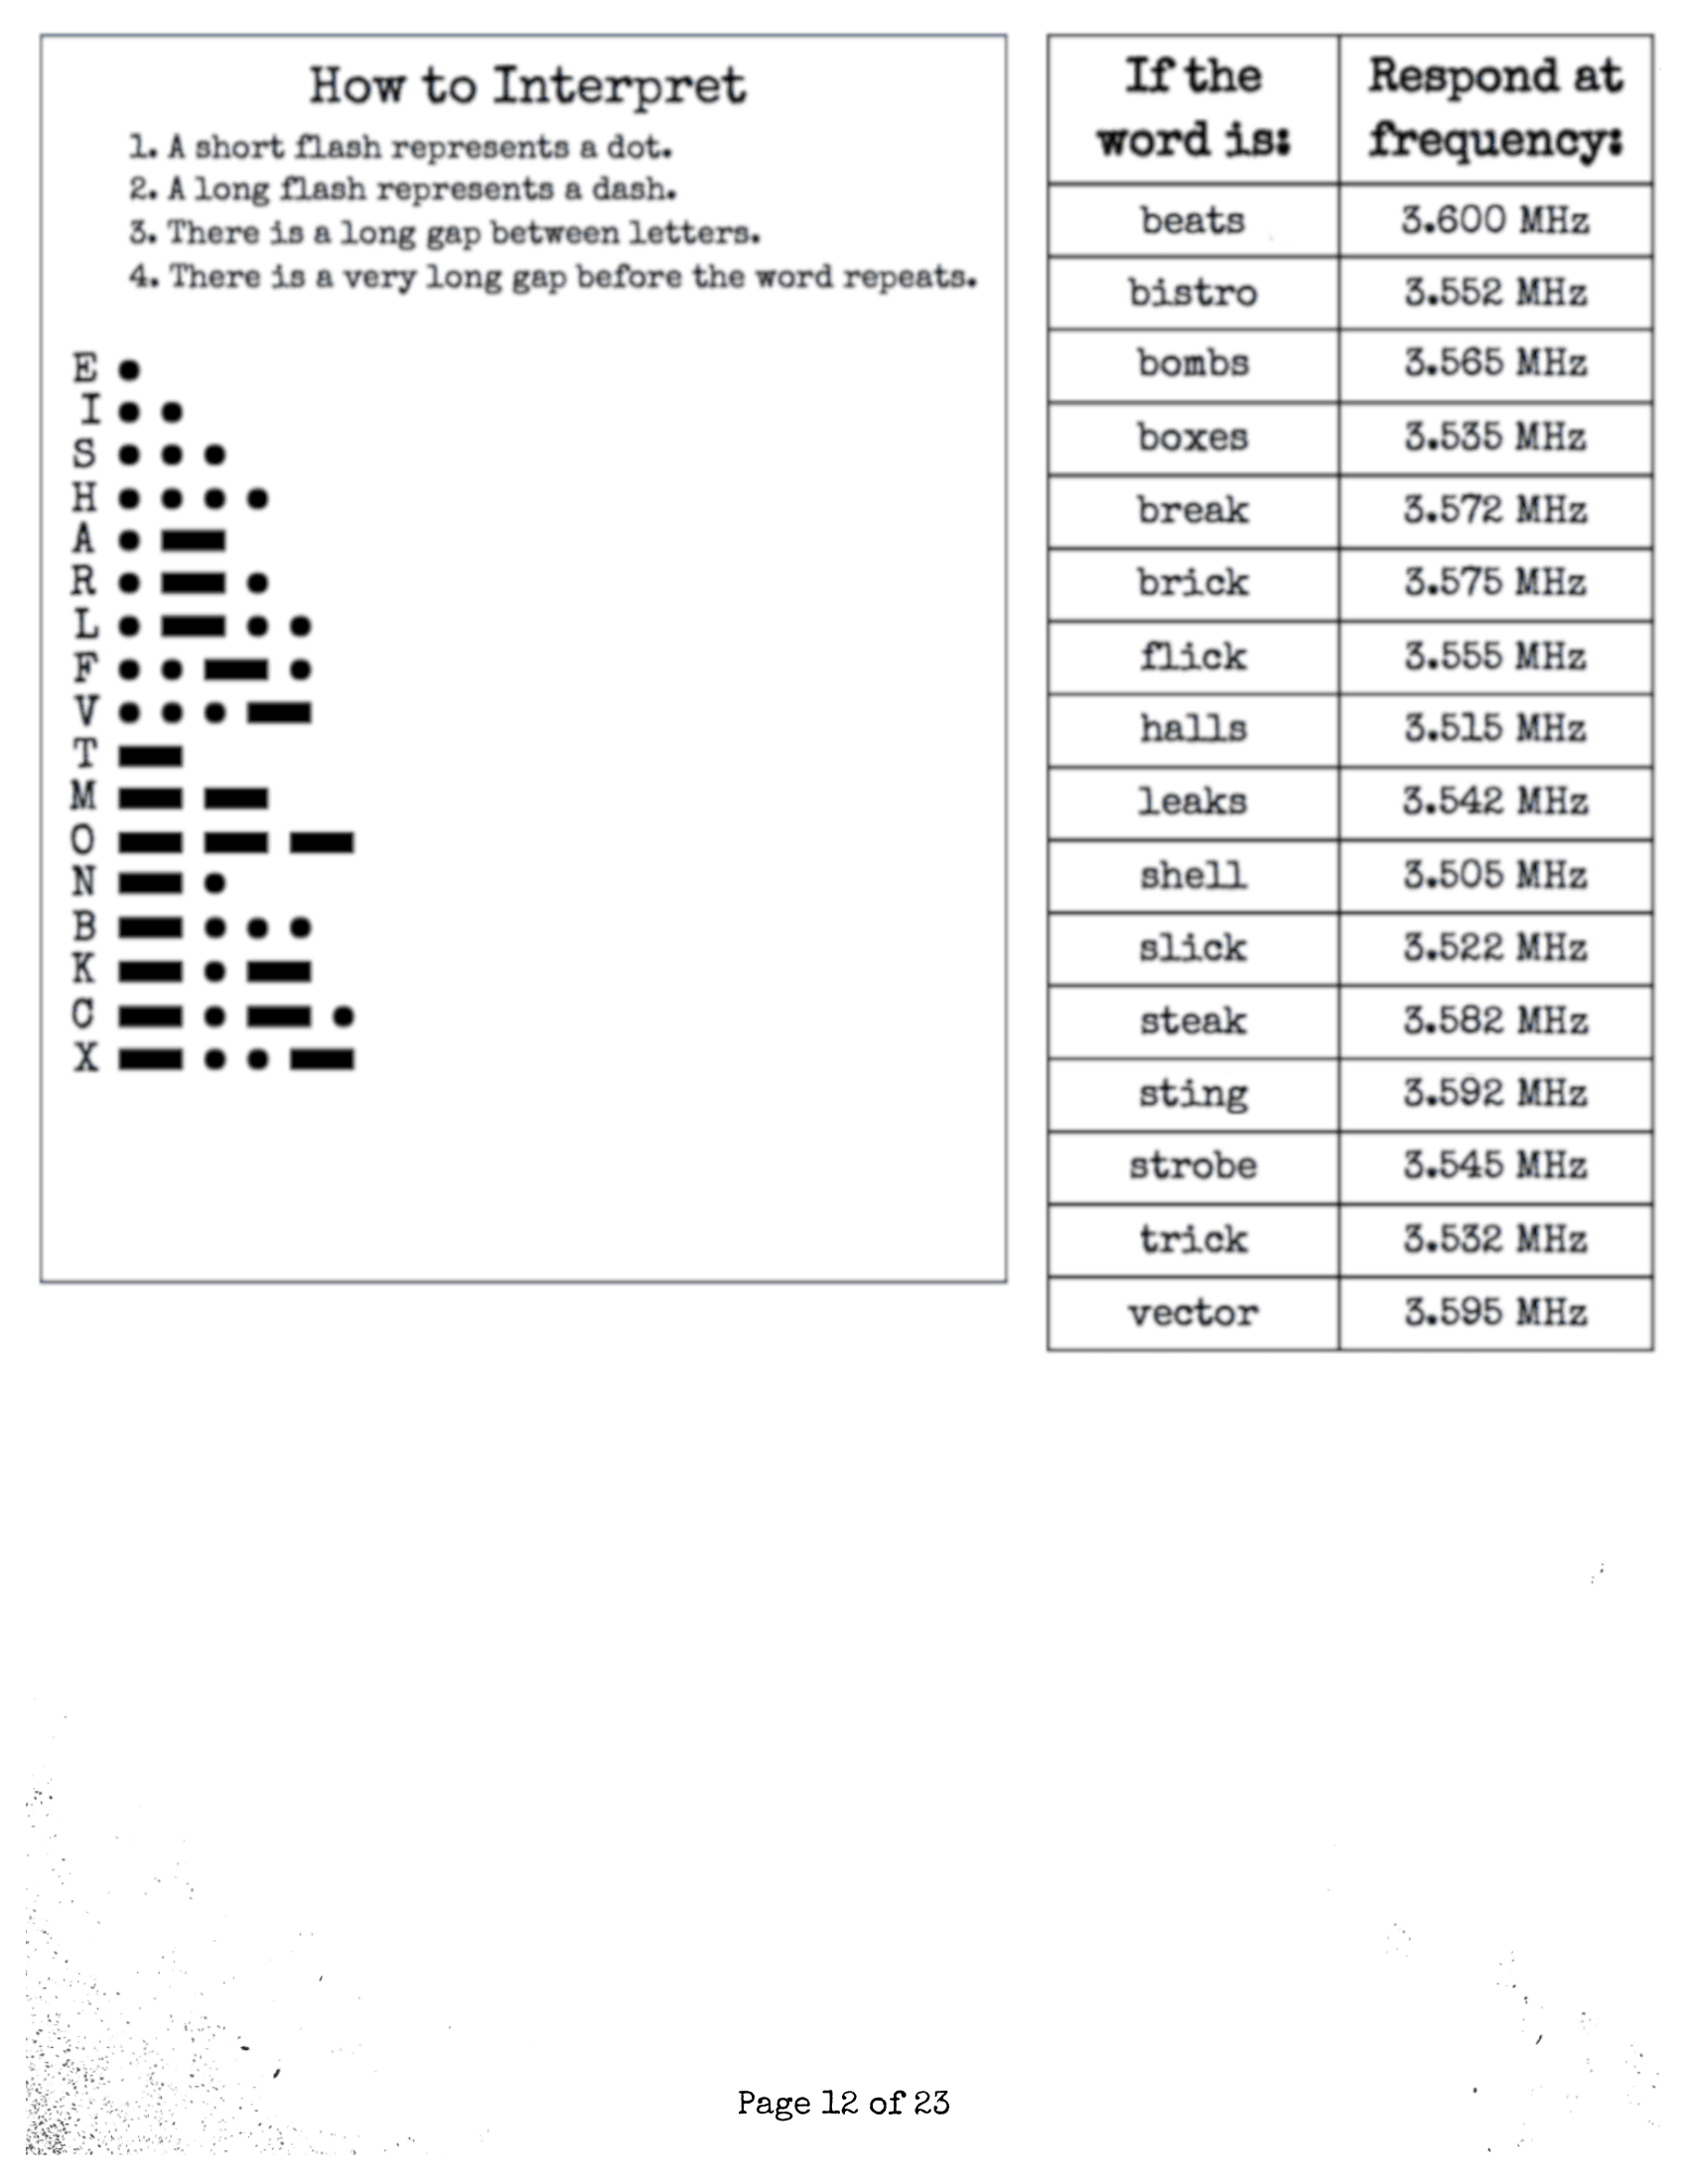 How to Interpret
1. A short flash represents a dot.
2. A long flash represents a dash.
3. There is a long gap between letters.
4. There is a very long gap before the word repeats.
E
I
S
H
A
R
L
F
V
T
M
O
N
B
K
C
X
If the word is: Respond at frequency:
beats 3.600 MHz
bistro 3.552 MHz
bombs 3.565 MHz
boxes 3.535 MHz
break 3.572 MHz
brick 3.575 MHz
flick 3.555 MHz
halls 3.515 MHz
leaks 3.542 MHz
shell 3.505 MHz
slick 3.522 MHz
steak 3.582 MHz
sting 3.592 MHz
strobe 3.545 MHz
trick 3.532 MHz
vector 3.595 MHz
Page 12 of 23